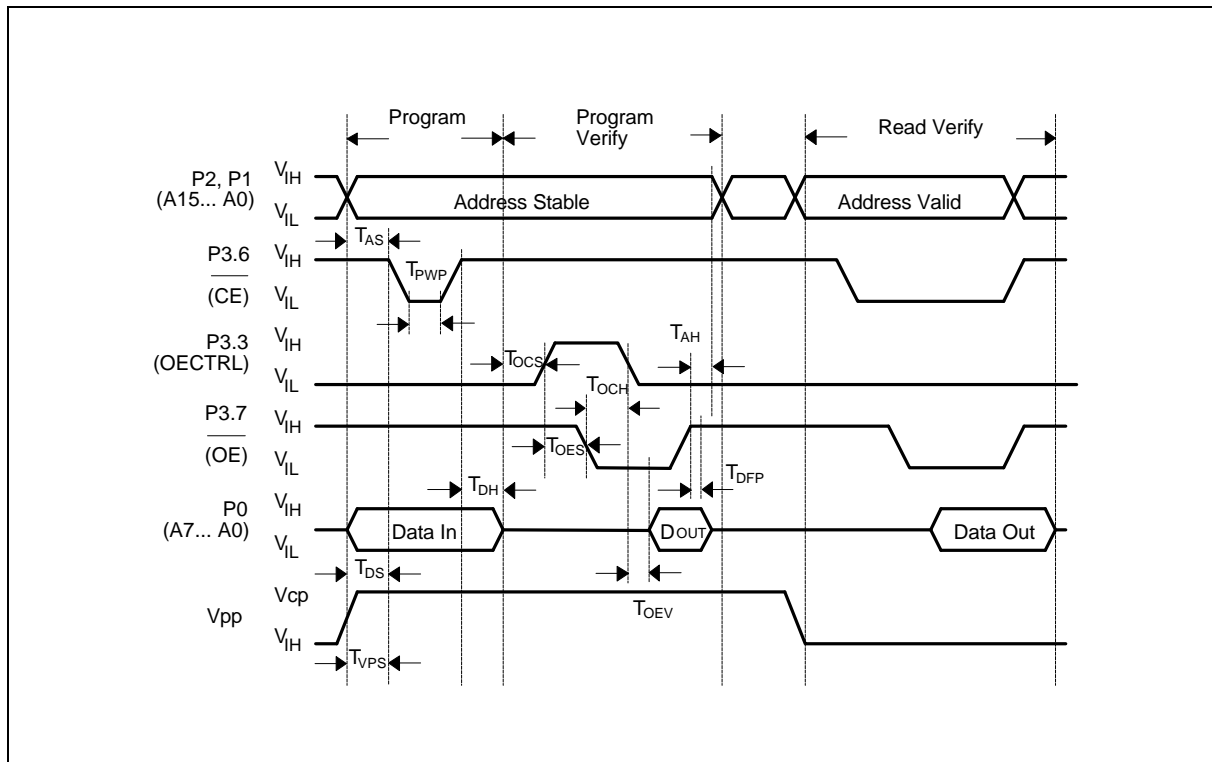 Program
Program
Verify
Read Verify
P2, P1
(A15... A0)
VIH
VIL
Address Stable
Address Valid
TAS
P3.6
(CE)
VIH
VIL
TPWP
P3.3
(OECTRL)
VIH
VIL
TOCS
TAH
TOCH
P3.7
(OE)
VIH
VIL
TOES
TDFP
TDH
P0
(A7... A0)
VIH
VIL
Data In
DOUT
Data Out
TDS
Vpp
Vcp
VIH
TOEV
TVPS